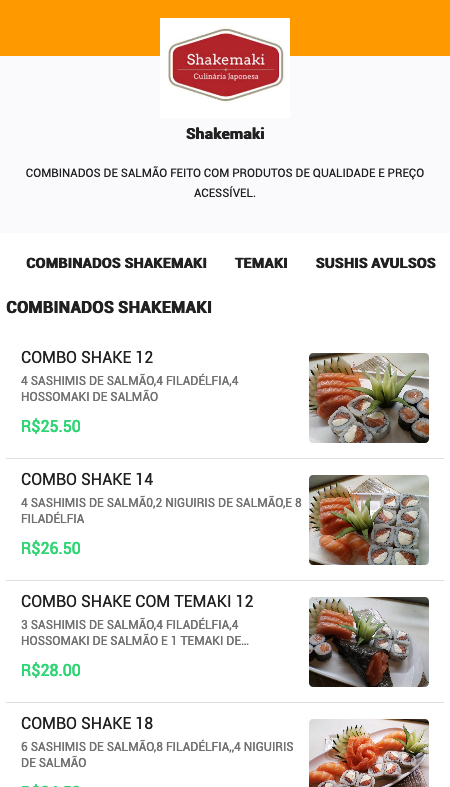 Shakemaki
Culinária Japonesa
Shakemaki
COMBINADOS DE SALMÃO FEITO COM PRODUTOS DE QUALIDADE E PREÇO
ACESSÍVEL.
COMBINADOS SHAKEMAKI TEMAKI SUSHIS AVULSOS
COMBINADOS SHAKEMAKI
COMBO SHAKE 12
4 SASHIMIS DE SALMÃO,4 FILADÉLFIA,4
HOSSOMAKI DE SALMÃO
R$25.50
COMBO SHAKE 14
4 SASHIMIS DE SALMÃO,2 NIGUIRIS DE SALMÃO,E 8
FILADÉLFIA
R$26.50
COMBO SHAKE COM TEMAKI 12
3 SASHIMIS DE SALMÃO,4 FILADÉLFIA,4
HOSSOMAKI DE SALMÃO E 1 TEMAKI DE...
R$28.00
COMBO SHAKE 18
6 SASHIMIS DE SALMÃO,8 FILADÉLFIA,,4 NIGUIRIS
DE SALMÃO